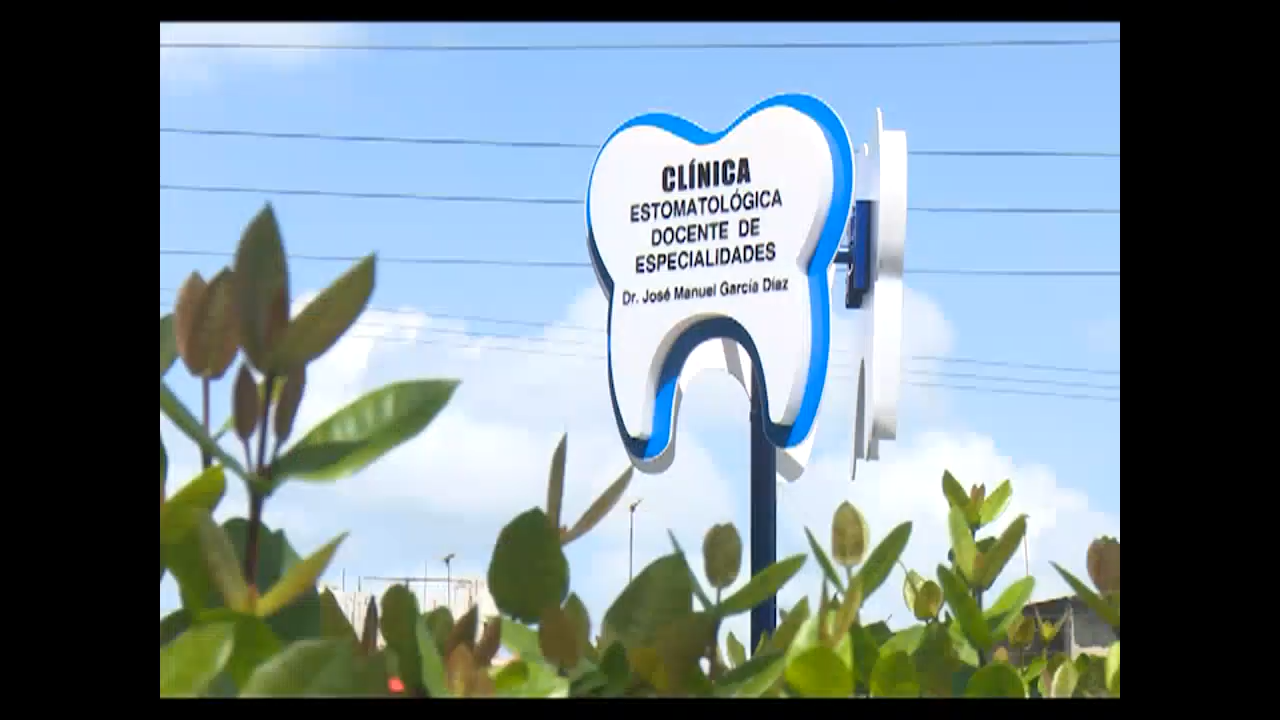 CLÍNICA
ESTOMATOLÓGICA
DOCENTE DE
ESPECIALIDADES
Dr. José Manuel García Díaz